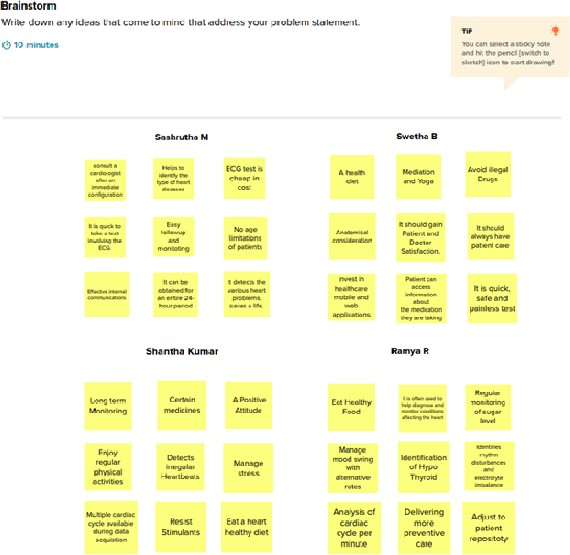 Brainstorm
Write down any ideas that come to mind that address your problem statement.
10 minutes
TIP
You can select a sticky note
and hit the pencil [switch to
sketch] icon to start drawing!
Sashrutha N
Swetha B
consult a
cardiologist
after an
immediate
configuration
Helps to
identify the
type of heart
diseases
ECG test is
cheap in
cost
A health
diet
Mediation
and Yoga
Avoid illegal
Drugs
It is quick to
take a test
involving the
ECG
Easy
followup
and
monitoring
No age
limitations
of patients
Anatomical
consideration
It should gain
Patient and
Doctor
Satisfaction.
It should
always have
patient care
Effective internal
communications
It can be
obtained for
an entire 24-
hour period
It detects the
various heart
problems,
saves a life.
Invest in
healthcare
mobile and
web
applications
Patient can
access
information
about
the medication
they are taking
It is quick,
safe and
painless test
Shantha Kumar
Ramya R
Long term
Monitoring
Certain
medicines
A Positive
Attitude
Eat Healthy
Food
It is often used to
help diagnose and
monitor conditions
affecting the heart
Regular
monitoring
of sugar
level
Enjoy
regular
physical
activities
Detects
irregular
Heartbeats
Manage
stress
Manage
mood swing
with
alternative
Identification
of Hypo
Thyroid
Identifies
rhythm
disturbances
and
electrolyte
imbalance
Multiple cardiac
cycle available
during data
acquistion
Resist
Stimulants
Eat a heart
healthy diet
Analysis of
cardiac
cycle per
minute
Delivering
more
preventive
care
Adjust to
patient
repository